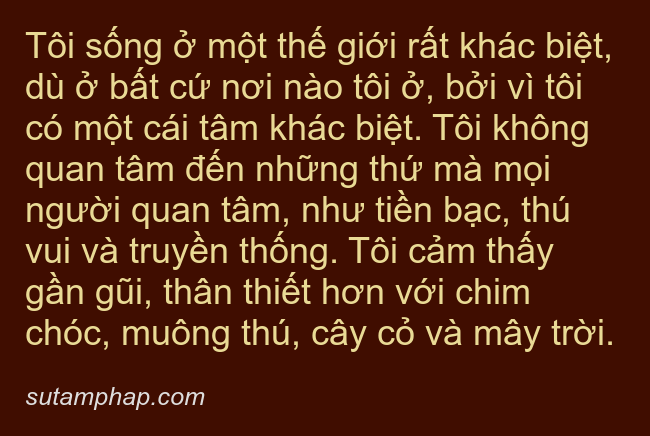 Tôi sống ở một thế giới rất khác biệt,
dù ở bất cứ nơi nào tôi ở, bởi vì tôi
có một cái tâm khác biệt. Tôi không
quan tâm đến những thứ mà mọi
người quan tâm, như tiền bạc, thú
vui và truyền thống. Tôi cảm thấy
gần gũi, thân thiết hơn với chim
chóc, muông thú, cây cỏ và mây trời.
sutamphap.com